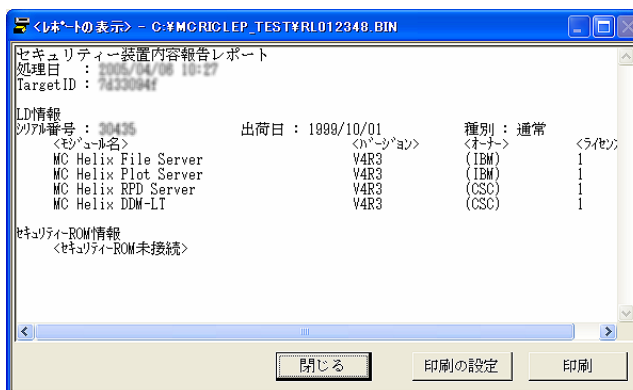 <ﾚﾎﾟｰﾄの表示> - C:¥MCRICLEP_TEST¥RL012348.BIN
セキュリティー装置内容報告レポート
処理日 :
TargetID :
LD情報
ｼﾘｱﾙ番号 : 出荷日 : 1999/10/01 種別 : 通常
<ﾓｼﾞｭｰﾙ名> <ﾊﾞｰｼﾞｮﾝ> <ｵｰﾅｰ> <ﾗｲｾﾝｽ
MC Helix File Server V4R3 (IBM) 1
MC Helix Plot Server V4R3 (IBM) 1
MC Helix RPD Server V4R3 (CSC) 1
MC Helix DDM-LT V4R3 (CSC) 1
ｾｷｭﾘﾃｨｰROM情報
<ｾｷｭﾘﾃｨｰROM未接続>
閉じる 印刷の設定 印刷